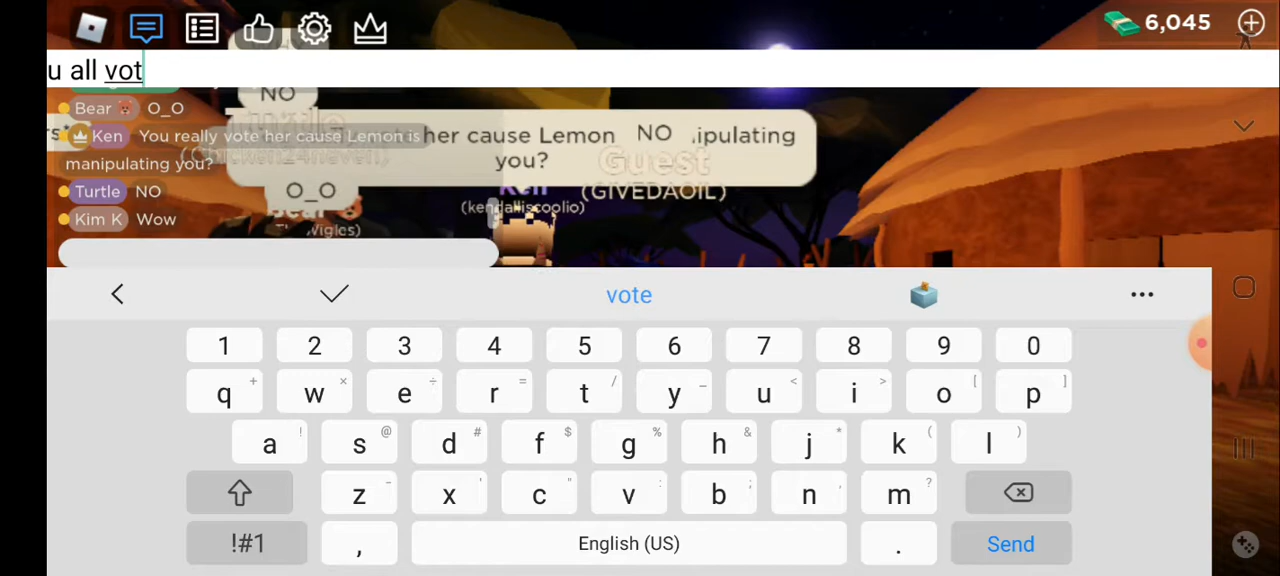 6,045
u all vot
NO
Bear 🐻 O_O
Ken You really vote her cause Lemon is
manipulating you?
her cause Lemon NO ipulating
you?
Guest
(GIVEDAOIL)
Ken
(kendalliscoolio)
O_O
Turtle NO
Kim K Wow
vote
1 2 3 4 5 6 7 8 9 0
q + w × e ÷ r = t / y _ u < i > o [ p ]
a ! s @ d # f $ g % h & j * k ( l )
z - x ' c " v : b ; n , m ?
!#1 , English (US) . Send